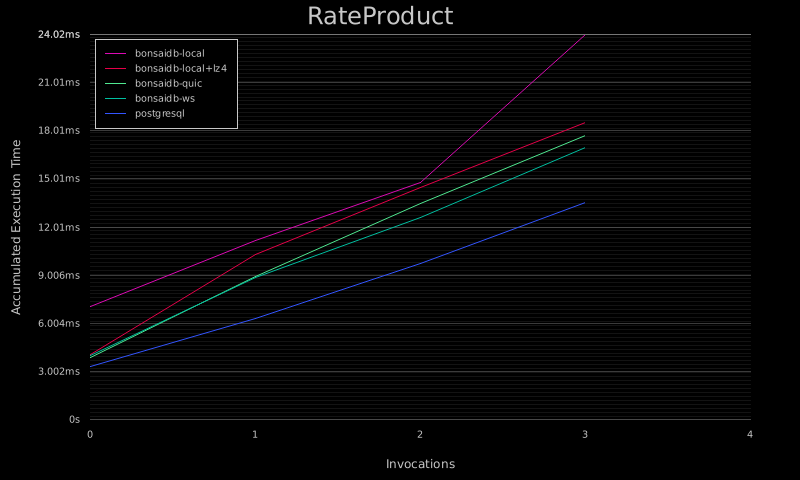 RateProduct
24.02ms
21.01ms
18.01ms
15.01ms
12.01ms
9.006ms
6.004ms
3.002ms
0s
bonsaidb-local
bonsaidb-local+lz4
bonsaidb-quic
bonsaidb-ws
postgresql
Accumulated Execution Time
0 1 2 3 4
Invocations